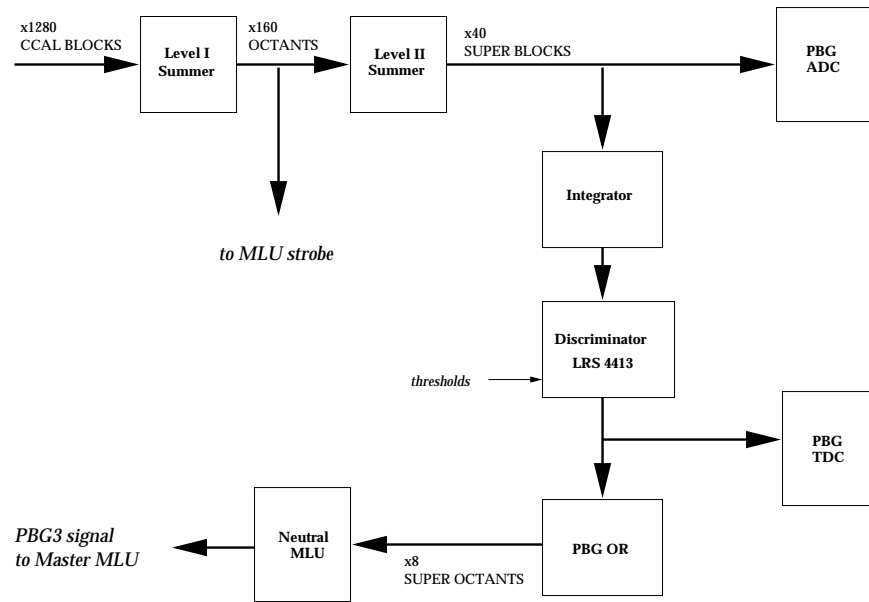 x1280
CCAL BLOCKS
Level I
Summer
x160
OCTANTS
Level II
Summer
x40
SUPER BLOCKS
PBG
ADC
Integrator
to MLU strobe
Discriminator
LRS 4413
thresholds
PBG
TDC
PBG3 signal
to Master MLU
Neutral
MLU
x8
SUPER OCTANTS
PBG OR